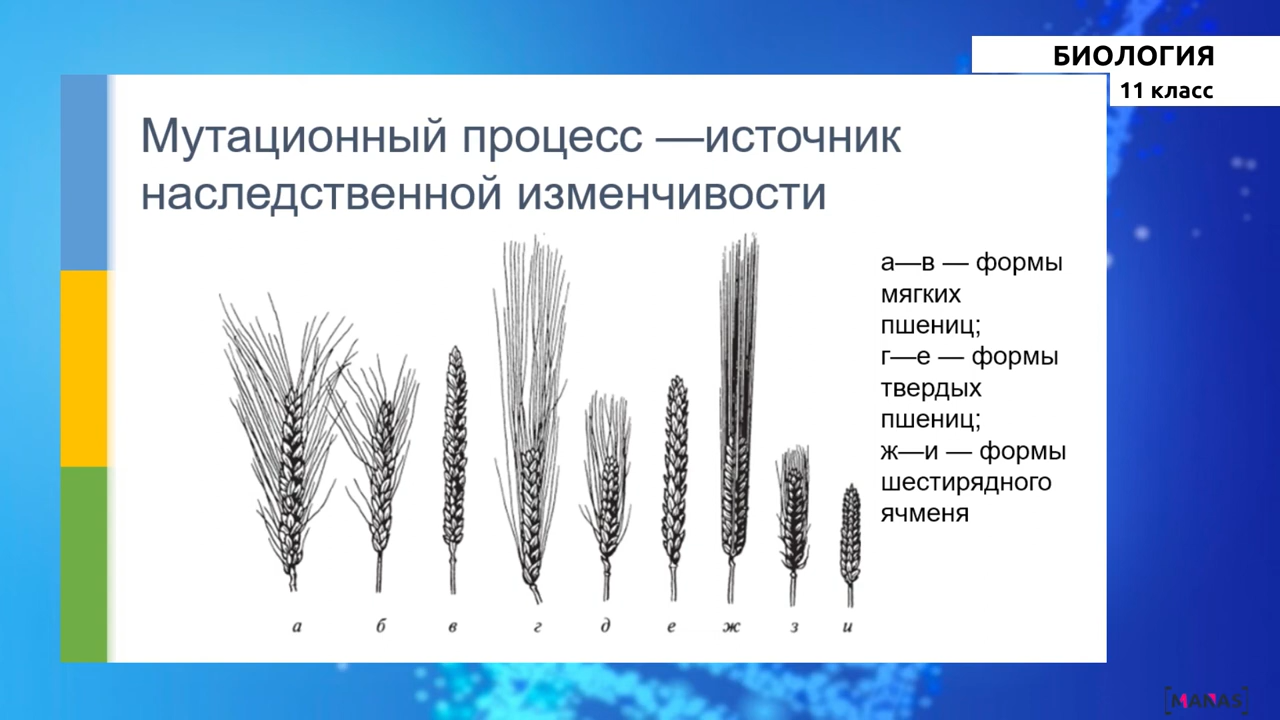 БИОЛОГИЯ
11 класс
Мутационный процесс —источник
наследственной изменчивости
а—в — формы
мягких
пшениц;
г—е — формы
твердых
пшениц;
ж—и — формы
шестирядного
ячменя
а б в г д е ж з и
MANAS